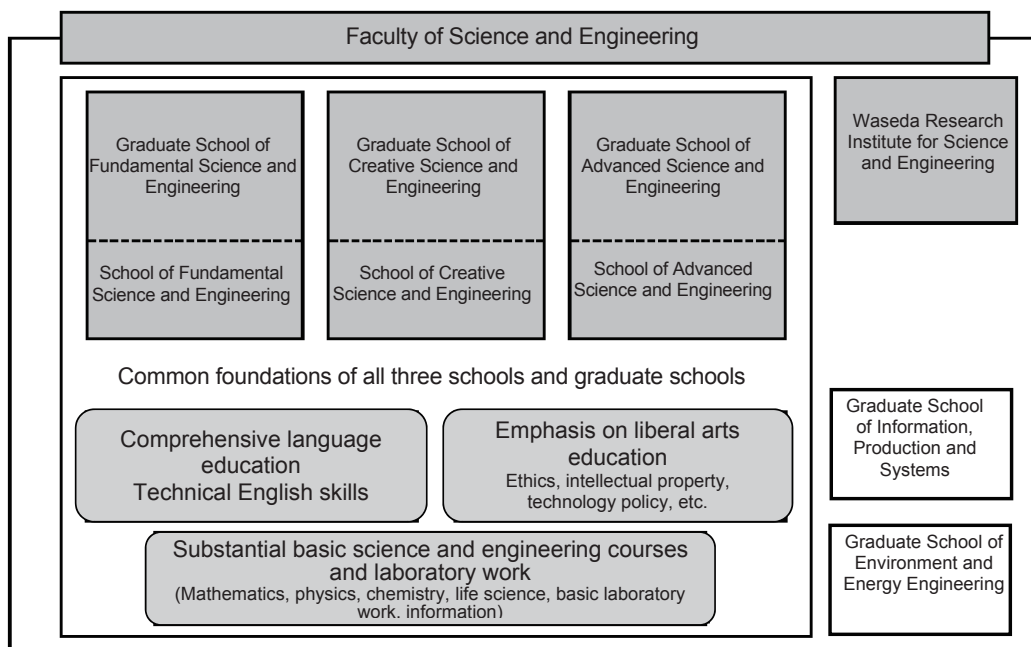 Faculty of Science and Engineering
Graduate School of
Fundamental Science and
Engineering
School of Fundamental
Science and Engineering
Graduate School of
Creative Science and
Engineering
School of Creative
Science and Engineering
Graduate School of
Advanced Science and
Engineering
School of Advanced
Science and Engineering
Waseda Research
Institute for Science
and Engineering
Common foundations of all three schools and graduate schools
Comprehensive language
education
Technical English skills
Emphasis on liberal arts
education
Ethics, intellectual property,
technology policy, etc.
Substantial basic science and engineering courses
and laboratory work
(Mathematics, physics, chemistry, life science, basic laboratory
work. information)
Graduate School
of Information,
Production and
Systems
Graduate School of
Environment and
Energy Engineering